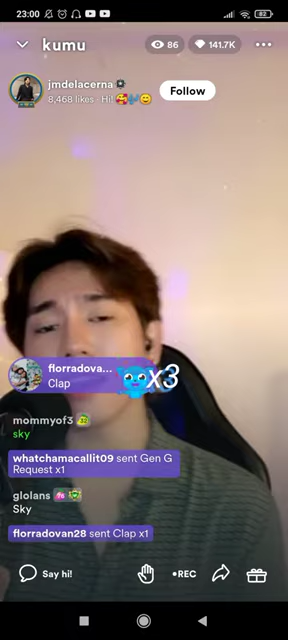 23:00
82
kumu
86
141.7K
jmdelacerna
8,468 likes · Hi!
Follow
florradova...
Clap
x3
mommyof3
sky
whatchamacallit09 sent Gen G
Request x1
glolans
Sky
florradovan28 sent Clap x1
Say hi!
•REC